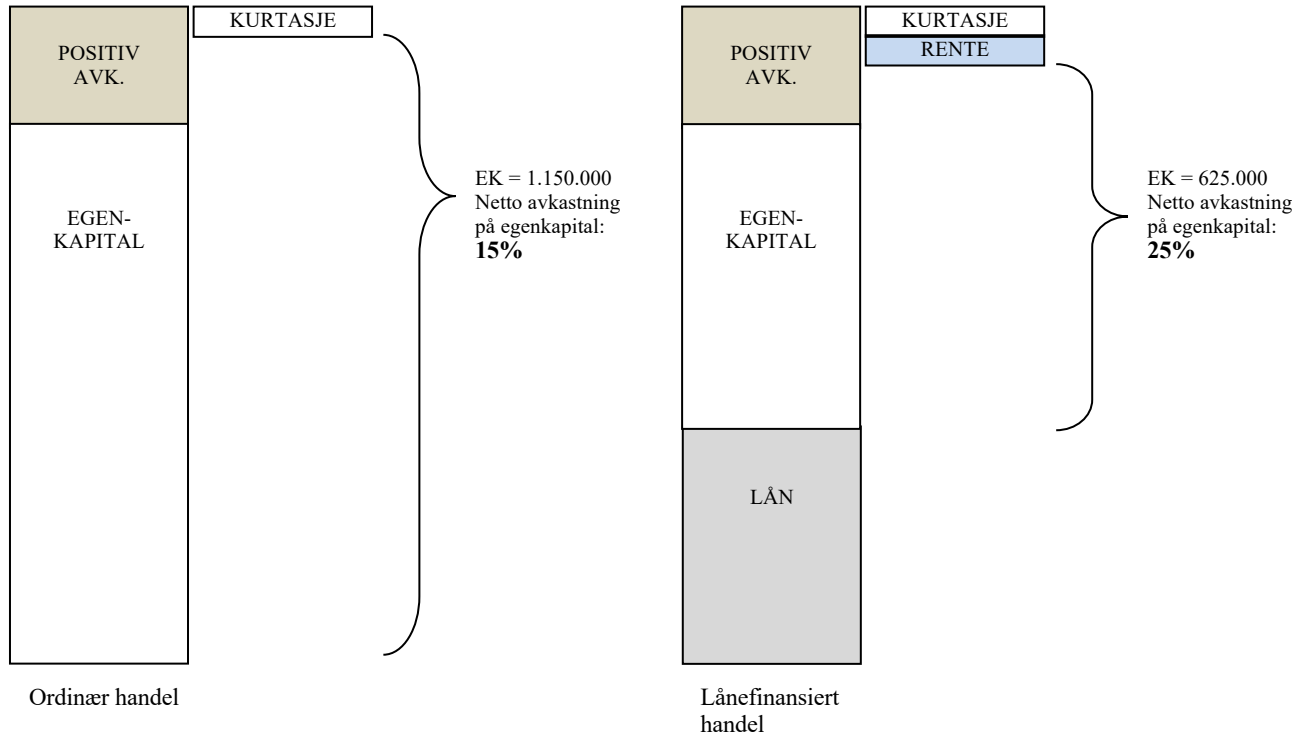 KURTASJE
POSITIV
AVK.
EGEN-
KAPITAL
EK = 1.150.000
Netto avkastning
på egenkapital:
15%
Ordinær handel
KURTASJE
RENTE
POSITIV
AVK.
EGEN-
KAPITAL
EK = 625.000
Netto avkastning
på egenkapital:
25%
LÅN
Lånefinansiert
handel